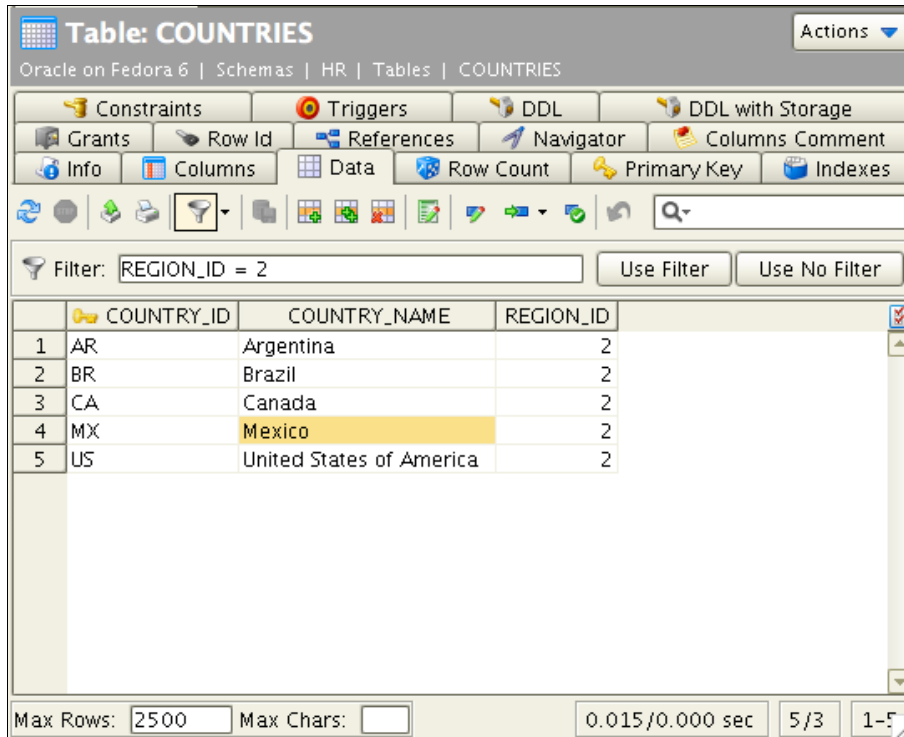 Table: COUNTRIES Actions
Oracle on Fedora 6 | Schemas | HR | Tables | COUNTRIES
Constraints Triggers DDL DDL with Storage
Grants Row Id References Navigator Columns Comment
Info Columns Data Row Count Primary Key Indexes
Filter: REGION_ID = 2 Use Filter Use No Filter
COUNTRY_ID COUNTRY_NAME REGION_ID
1 AR Argentina 2
2 BR Brazil 2
3 CA Canada 2
4 MX Mexico 2
5 US United States of America 2
Max Rows: 2500 Max Chars: 0.015/0.000 sec 5/3 1-5